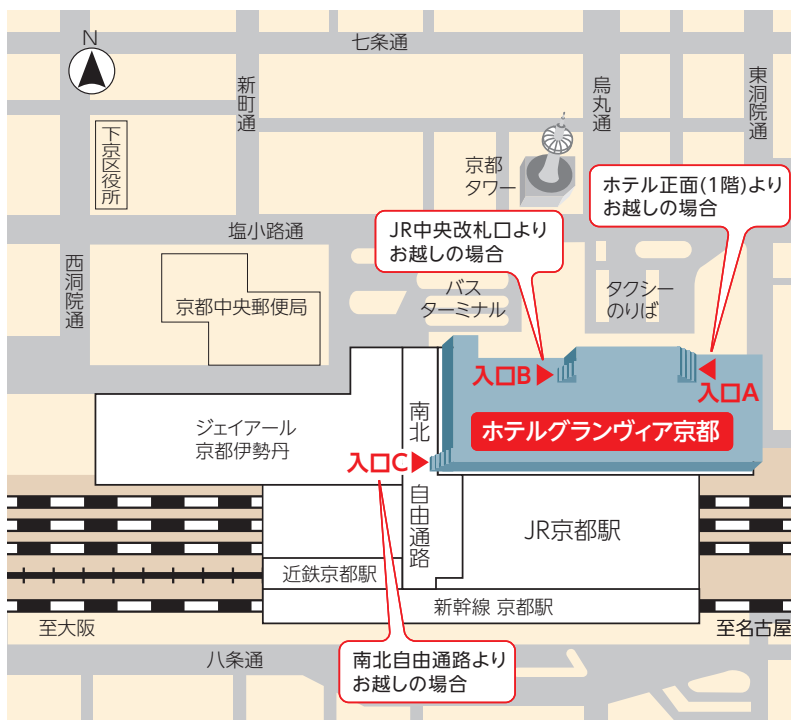 N
七条通
新町通
烏丸通
東洞院通
下京区役所
京都
タワー
ホテル正面(1階)より
お越しの場合
JR中央改札口より
お越しの場合
塩小路通
西洞院通
京都中央郵便局
バス
ターミナル
タクシー
のりば
入口B
入口A
南北自由通路
ジェイアール
京都伊勢丹
ホテルグランヴィア京都
入口C
JR京都駅
近鉄京都駅
新幹線 京都駅
至大阪
至名古屋
八条通
南北自由通路より
お越しの場合